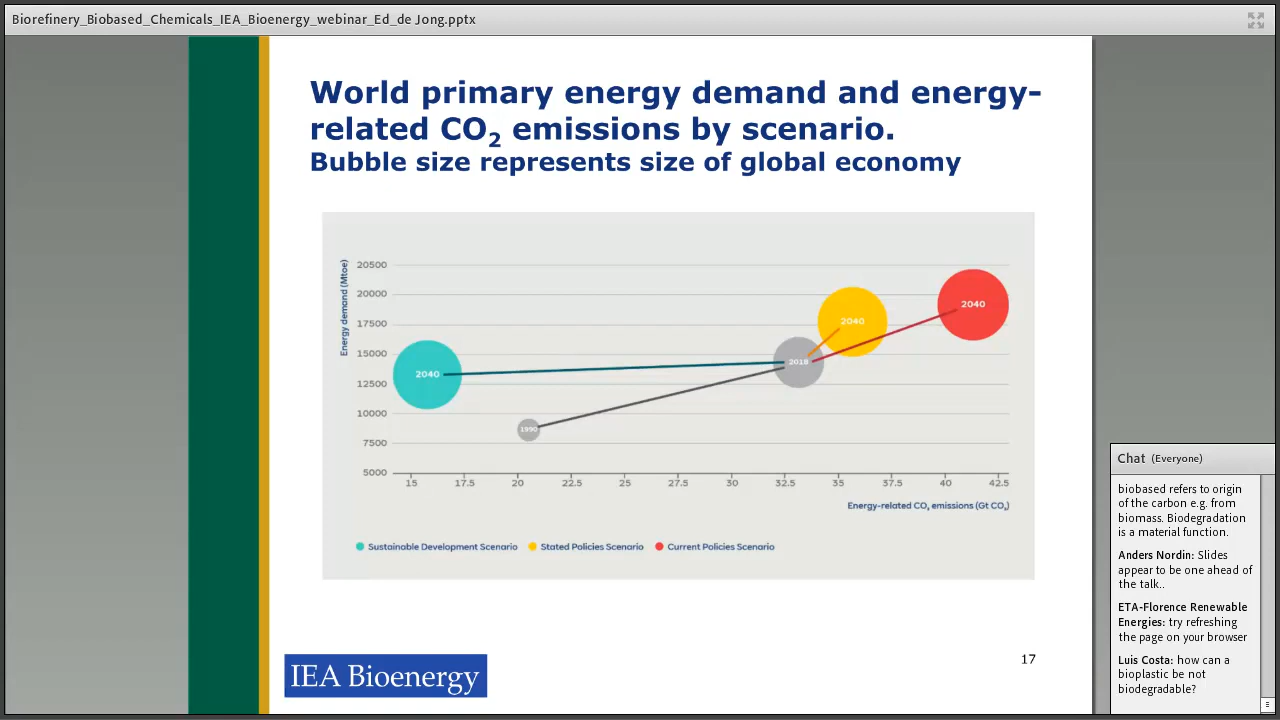 Biorefinery_Biobased_Chemicals_IEA_Bioenergy_webinar_Ed_de Jong.pptx
World primary energy demand and energy-
related CO2 emissions by scenario.
Bubble size represents size of global economy
Energy demand (Mtoe)
20500
20000
17500
15000
12500
10000
7500
5000
2040
2040
2040
2018
1990
15
17.5
20
22.5
25
27.5
30
32.5
35
37.5
40
42.5
Energy-related CO2 emissions (Gt CO2)
Sustainable Development Scenario
Stated Policies Scenario
Current Policies Scenario
IEA Bioenergy
17
Chat (Everyone)
biobased refers to origin
of the carbon e.g. from
biomass. Biodegradation
is a material function.
Anders Nordin: Slides
appear to be one ahead of
the talk..
ETA-Florence Renewable
Energies: try refreshing
the page on your browser
Luis Costa: how can a
bioplastic be not
biodegradable?